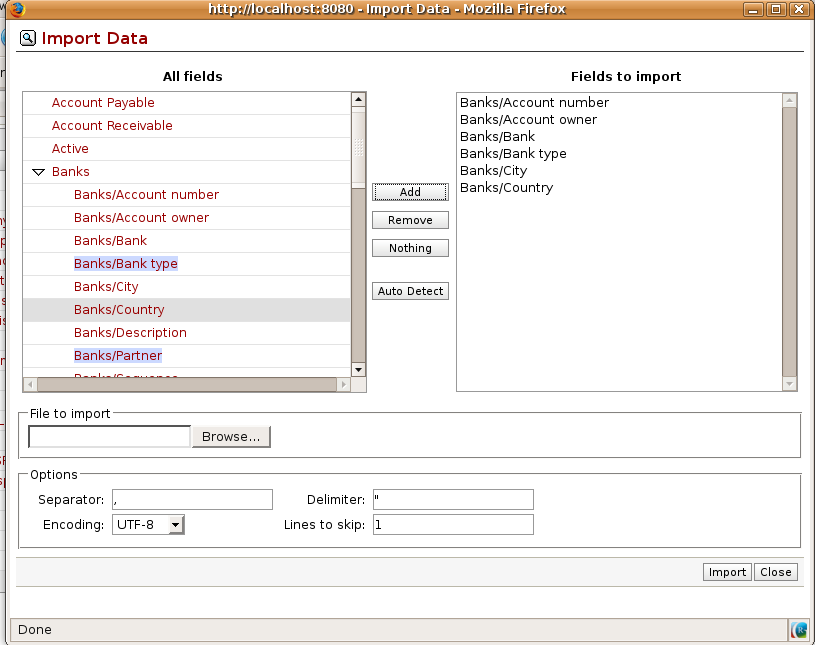 http://localhost:8080 - Import Data - Mozilla Firefox
Import Data
All fields
Fields to import
Account Payable
Account Receivable
Active
Banks
Banks/Account number
Banks/Account owner
Banks/Bank
Banks/Bank type
Banks/City
Banks/Country
Banks/Description
Banks/Partner
Banks/Sequence
Add
Remove
Nothing
Auto Detect
Banks/Account number
Banks/Account owner
Banks/Bank
Banks/Bank type
Banks/City
Banks/Country
File to import
Browse...
Options
Separator: ,
Delimiter: "
Encoding: UTF-8
Lines to skip: 1
Import
Close
Done